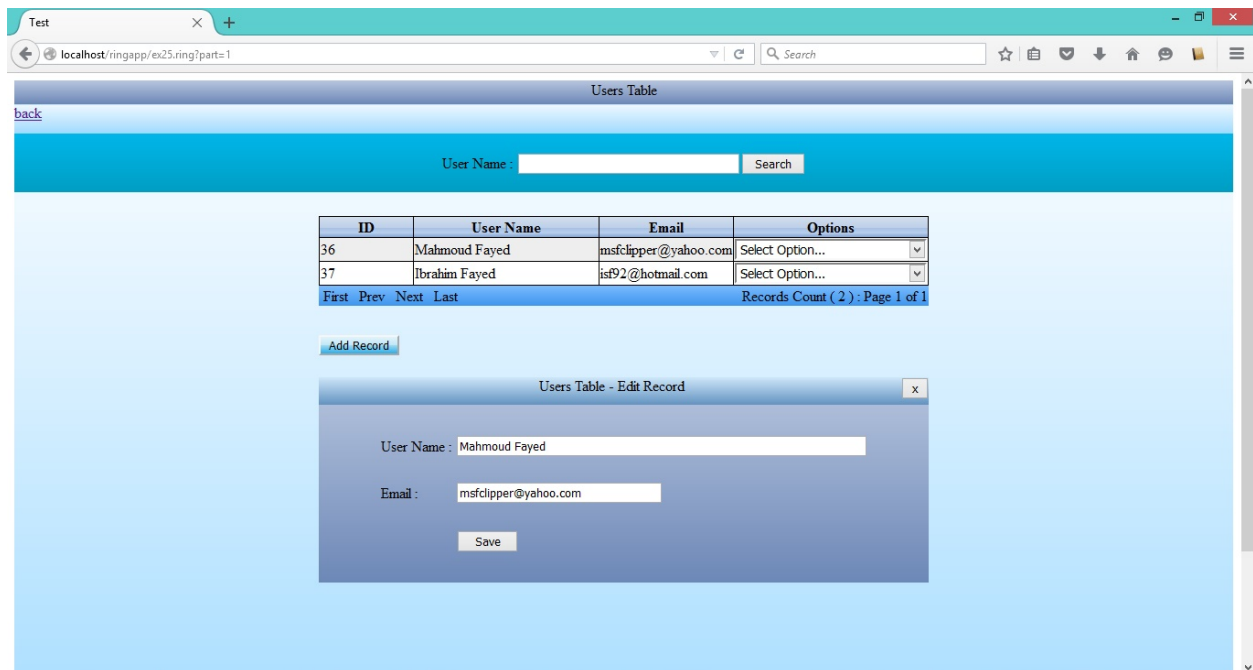 Test
localhost/ringapp/ex25.ring?part=1
Search
Users Table
back
User Name :
Search
ID User Name Email Options
36 Mahmoud Fayed msfclipper@yahoo.com Select Option...
37 Ibrahim Fayed isf92@hotmail.com Select Option...
First Prev Next Last Records Count ( 2 ) : Page 1 of 1
Add Record
Users Table - Edit Record x
User Name : Mahmoud Fayed
Email : msfclipper@yahoo.com
Save